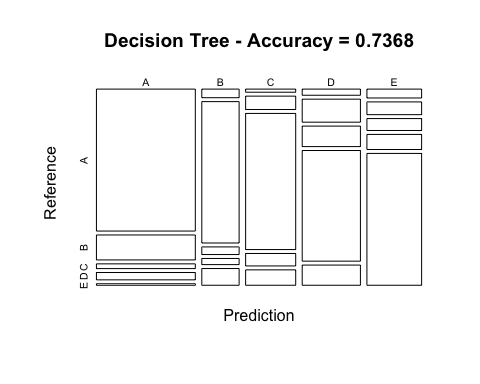 Decision Tree - Accuracy = 0.7368
A B C D E
Reference
A
B
C
D
E
Prediction